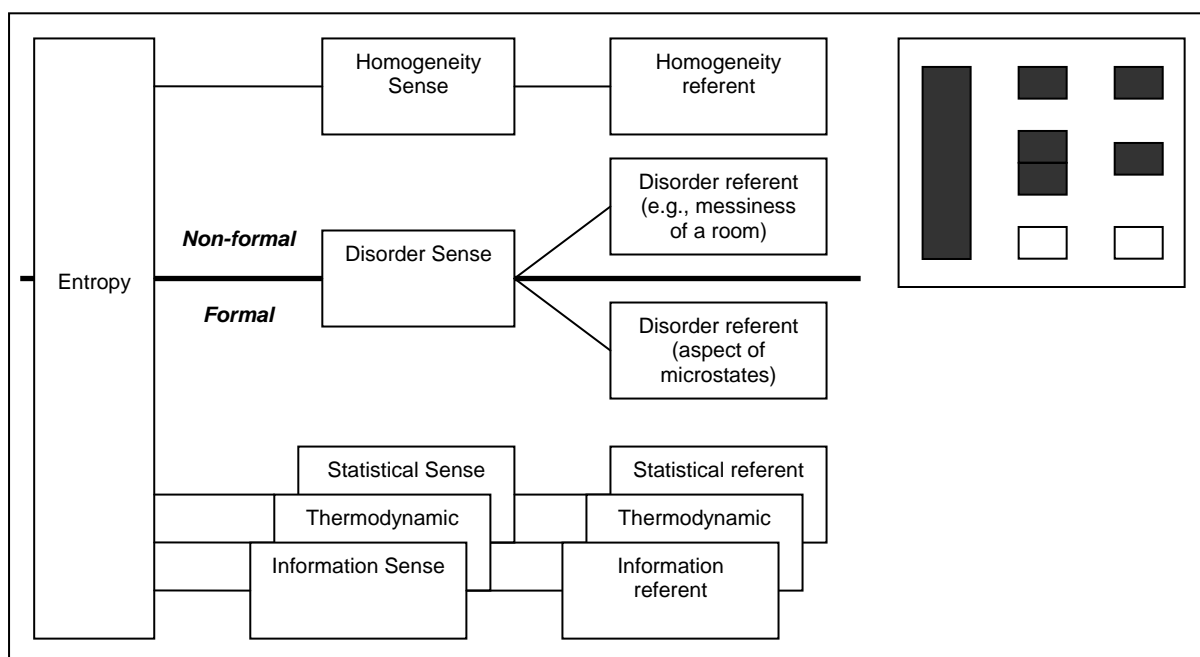 Homogeneity
Sense
Homogeneity
referent
Disorder referent
(e.g., messiness
of a room)
Non-formal
Disorder Sense
Entropy
Formal
Disorder referent
(aspect of
microstates)
Statistical Sense
Statistical referent
Thermodynamic
Thermodynamic
Information Sense
Information
referent